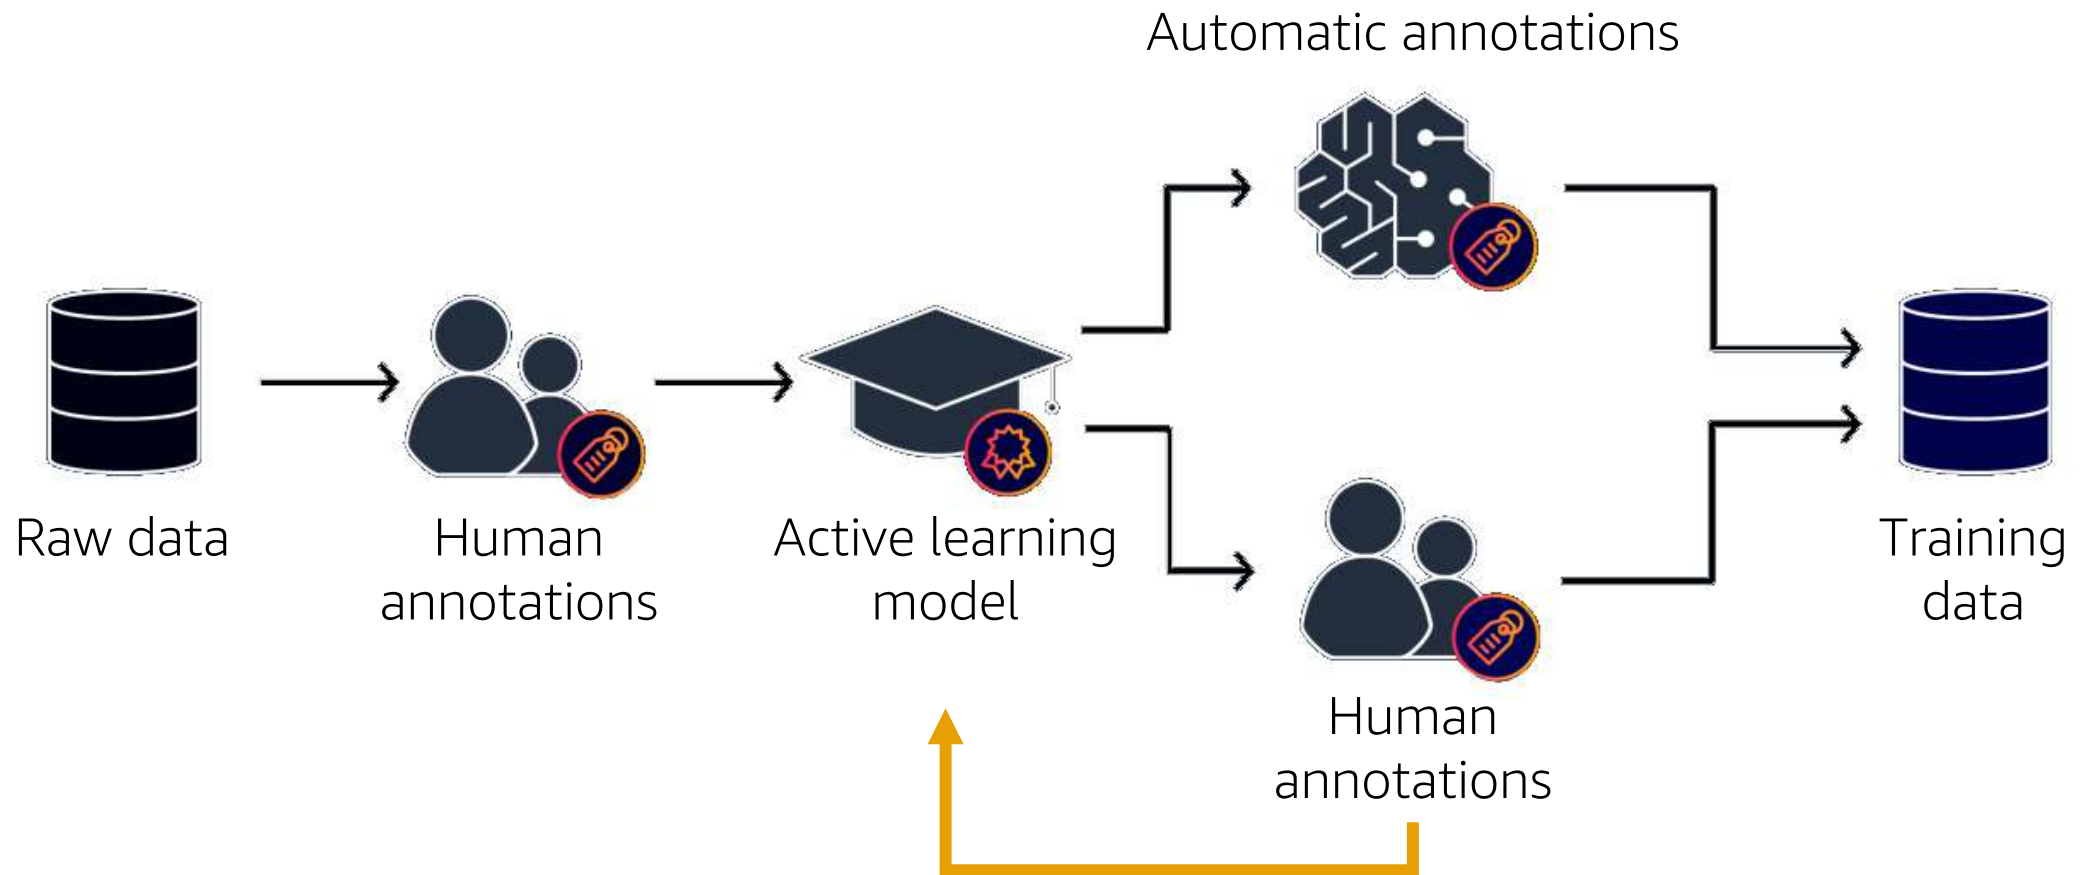 Automatic annotations
Raw data
Human
annotations
Active learning
model
Human
annotations
Training
data